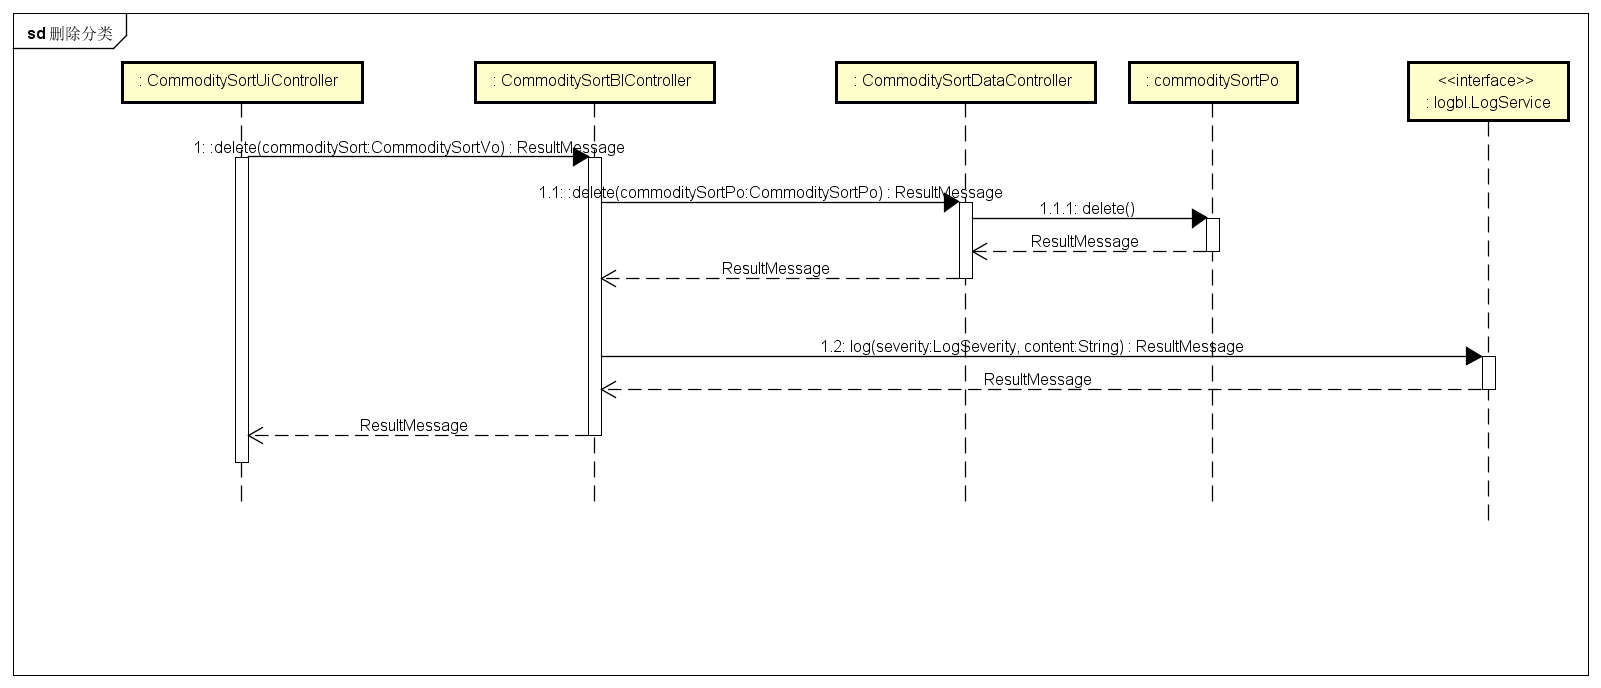 sd 删除分类
: CommoditySortUiController
: CommoditySortBlController
: CommoditySortDataController
: commoditySortPo
<<interface>>
: logbl.LogService
1: :delete(commoditySort:CommoditySortVo) : ResultMessage
1.1: :delete(commoditySortPo:CommoditySortPo) : ResultMessage
1.1.1: delete()
ResultMessage
ResultMessage
1.2: log(severity:LogSeverity, content:String) : ResultMessage
ResultMessage
ResultMessage